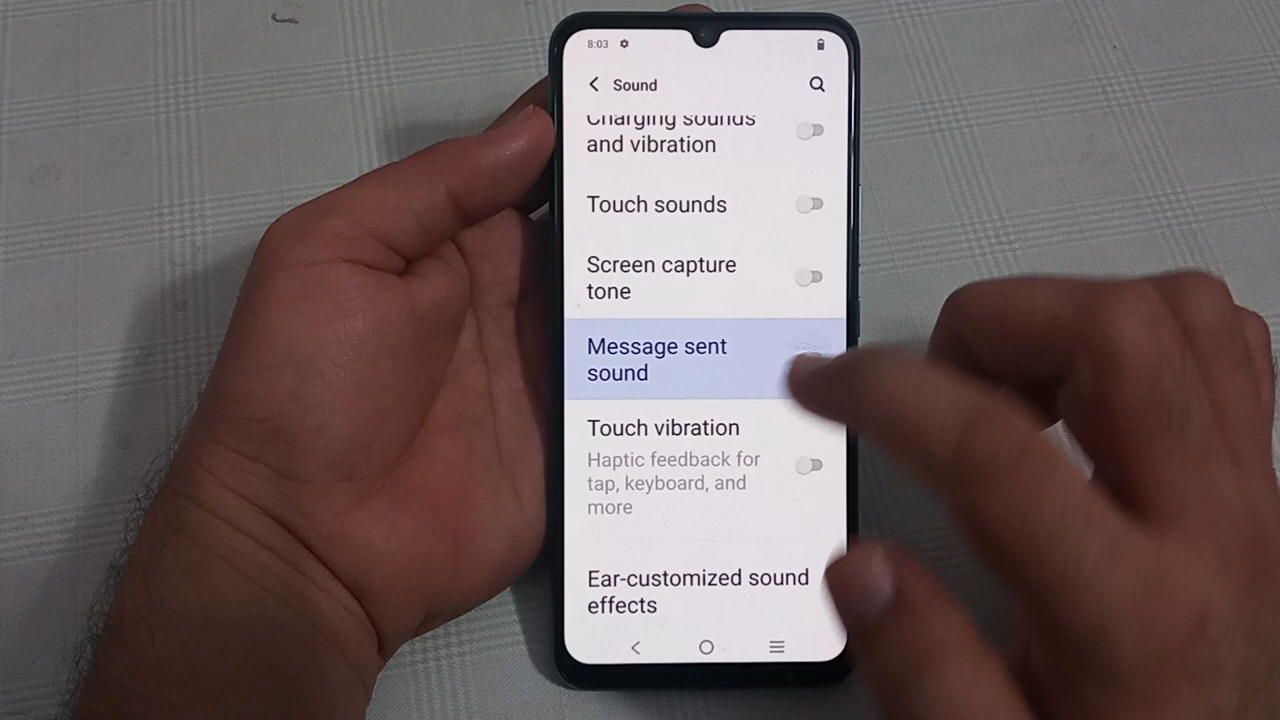 8:03
Sound
Charging sounds
and vibration
Touch sounds
Screen capture
tone
Message sent
sound
Touch vibration
Haptic feedback for
tap, keyboard, and
more
Ear-customized sound
effects